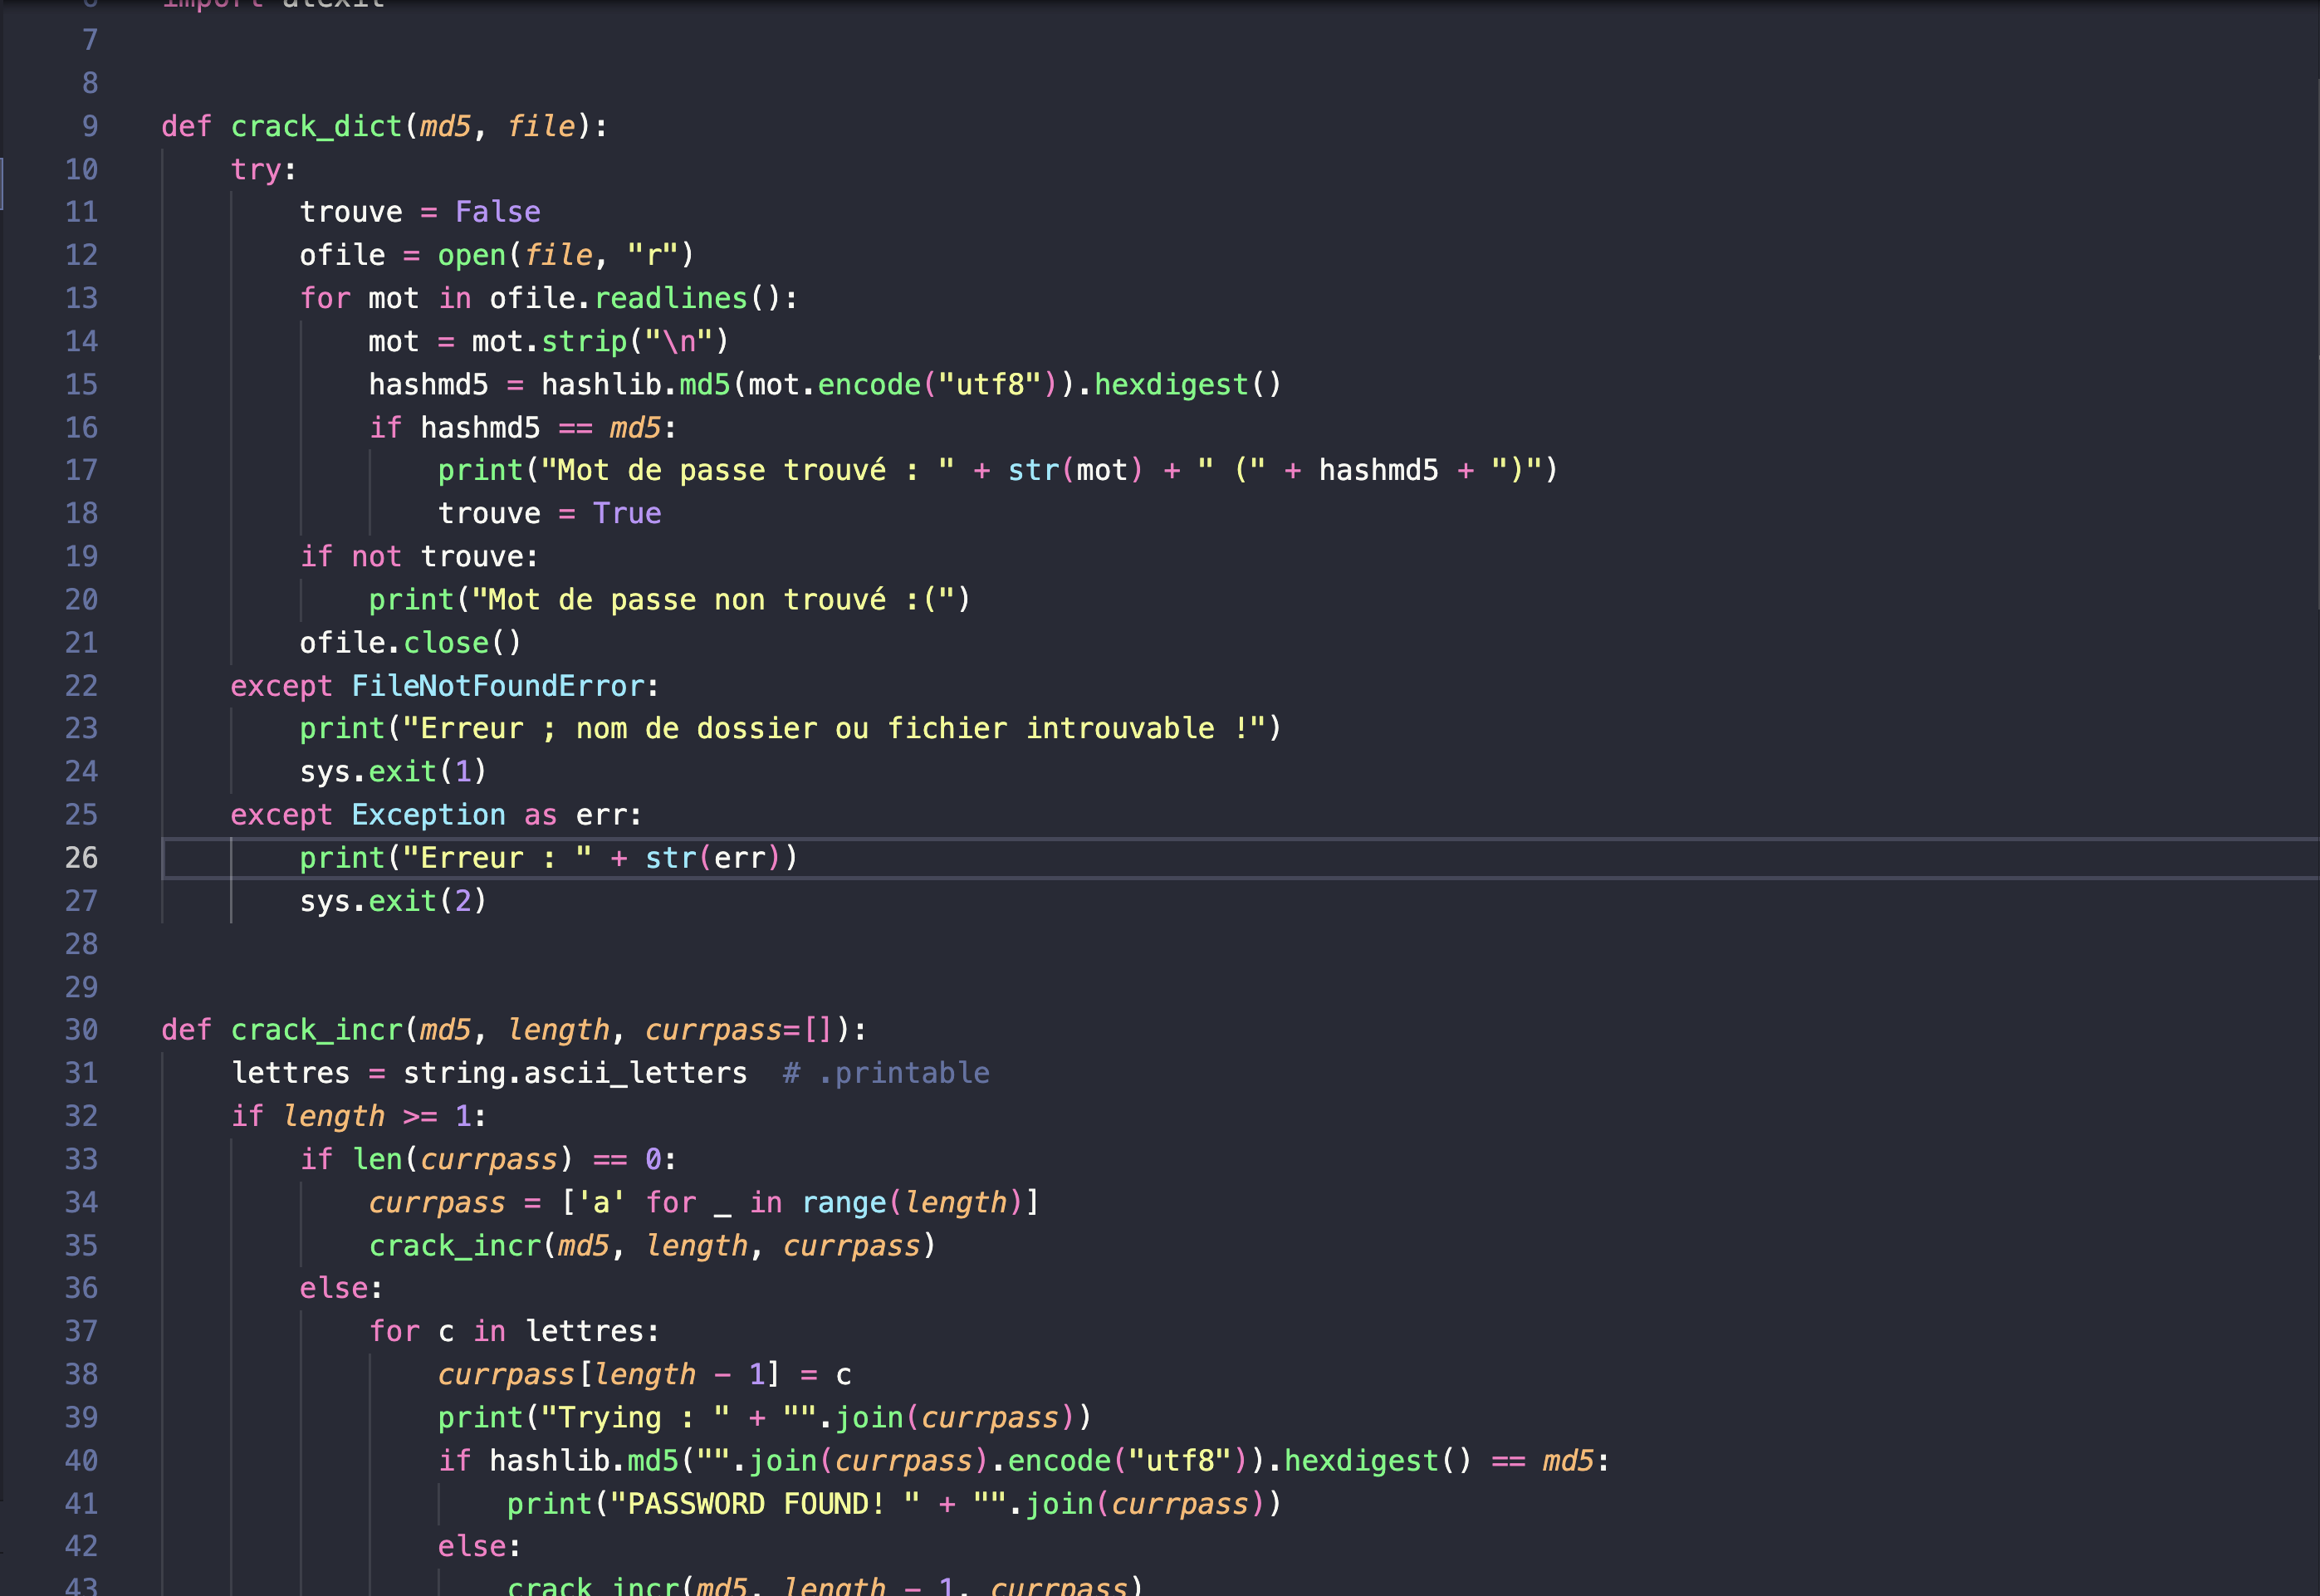 6 import atexit
7
8
9 def crack_dict(md5, file):
10 try:
11 trouve = False
12 ofile = open(file, "r")
13 for mot in ofile.readlines():
14 mot = mot.strip("\n")
15 hashmd5 = hashlib.md5(mot.encode("utf8")).hexdigest()
16 if hashmd5 == md5:
17 print("Mot de passe trouvé : " + str(mot) + " (" + hashmd5 + ")")
18 trouve = True
19 if not trouve:
20 print("Mot de passe non trouvé :(")
21 ofile.close()
22 except FileNotFoundError:
23 print("Erreur ; nom de dossier ou fichier introuvable !")
24 sys.exit(1)
25 except Exception as err:
26 print("Erreur : " + str(err))
27 sys.exit(2)
28
29
30 def crack_incr(md5, length, currpass=[]):
31 lettres = string.ascii_letters # .printable
32 if length >= 1:
33 if len(currpass) == 0:
34 currpass = ['a' for _ in range(length)]
35 crack_incr(md5, length, currpass)
36 else:
37 for c in lettres:
38 currpass[length - 1] = c
39 print("Trying : " + "".join(currpass))
40 if hashlib.md5("".join(currpass).encode("utf8")).hexdigest() == md5:
41 print("PASSWORD FOUND! " + "".join(currpass))
42 else:
43 crack_incr(md5, length - 1, currpass)